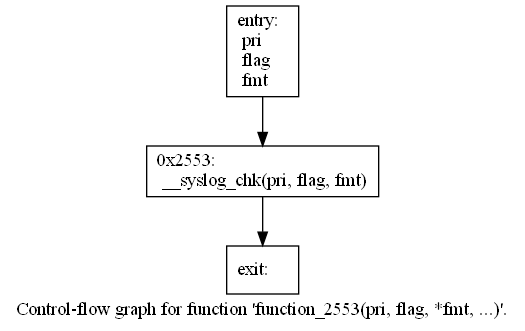 entry:
pri
flag
fmt
0x2553:
__syslog_chk(pri, flag, fmt)
exit:
Control-flow graph for function 'function_2553(pri, flag, *fmt, ...)'.